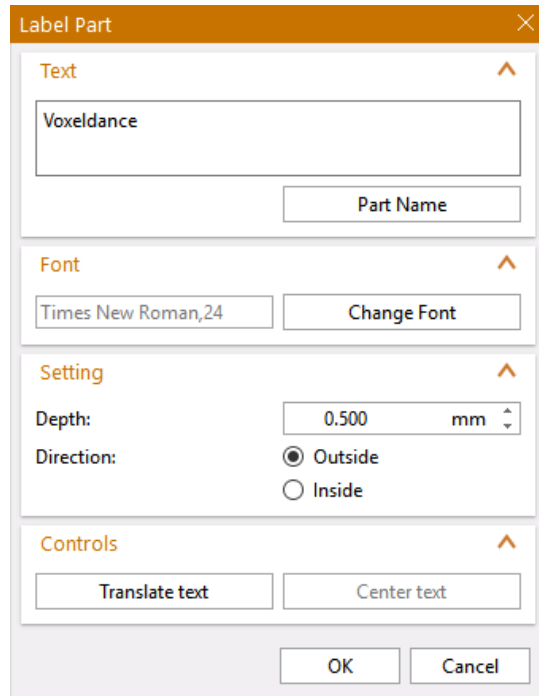 Label Part
Text
Voxeldance
Part Name
Font
Times New Roman,24
Change Font
Setting
Depth: 0.500 mm
Direction: Outside
Inside
Controls
Translate text
Center text
OK
Cancel